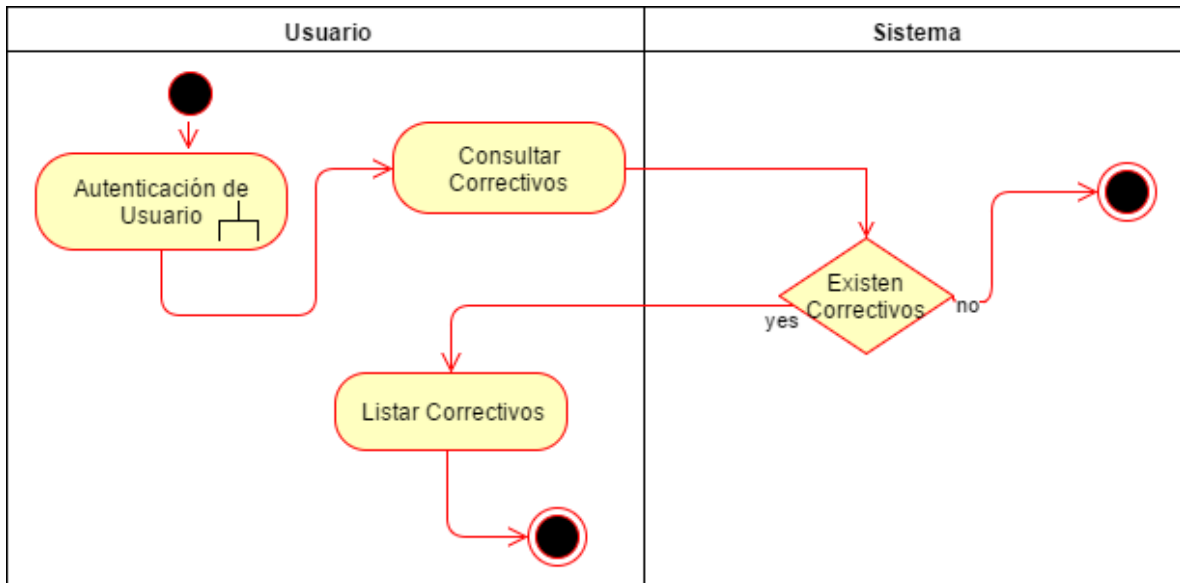 Usuario
Sistema
Autenticación de
Usuario
Consultar
Correctivos
Existen
Correctivos
yes
no
Listar Correctivos